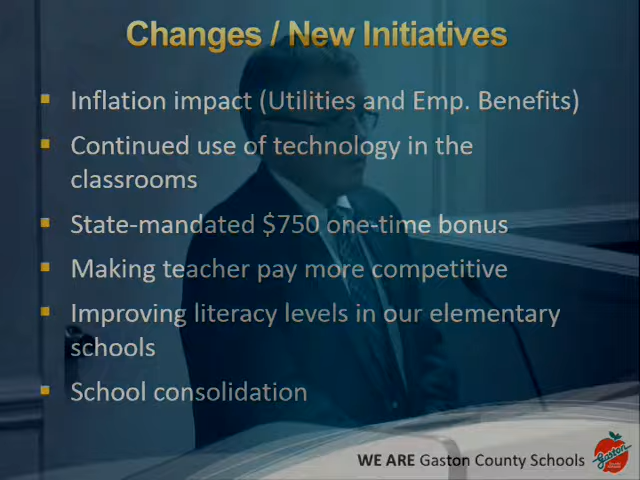 Changes / New Initiatives
Inflation impact (Utilities and Emp. Benefits)
Continued use of technology in the
classrooms
State-mandated $750 one-time bonus
Making teacher pay more competitive
Improving literacy levels in our elementary
schools
School consolidation
WE ARE Gaston County Schools
Gaston